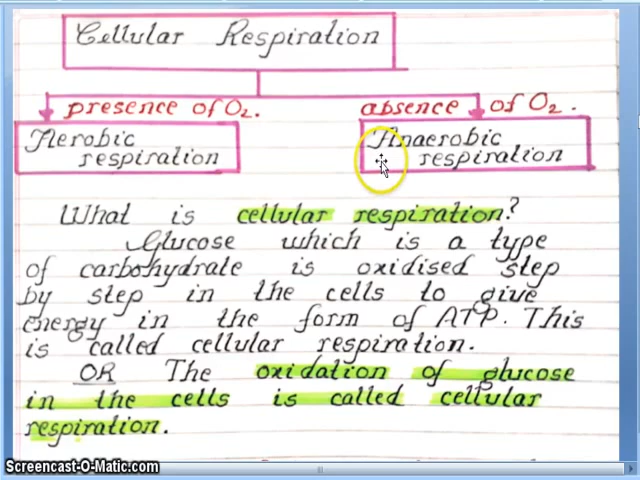 Cellular Respiration
presence of O2. absence of O2.
Aerobic Anaerobic
respiration respiration
What is cellular respiration?
Glucose which is a type
of carbohydrate is oxidised step
by step in the cells to give
energy in the form of ATP. This
is called cellular respiration.
OR The oxidation of glucose
in the cells is called cellular
respiration.
Screencast-O-Matic.com